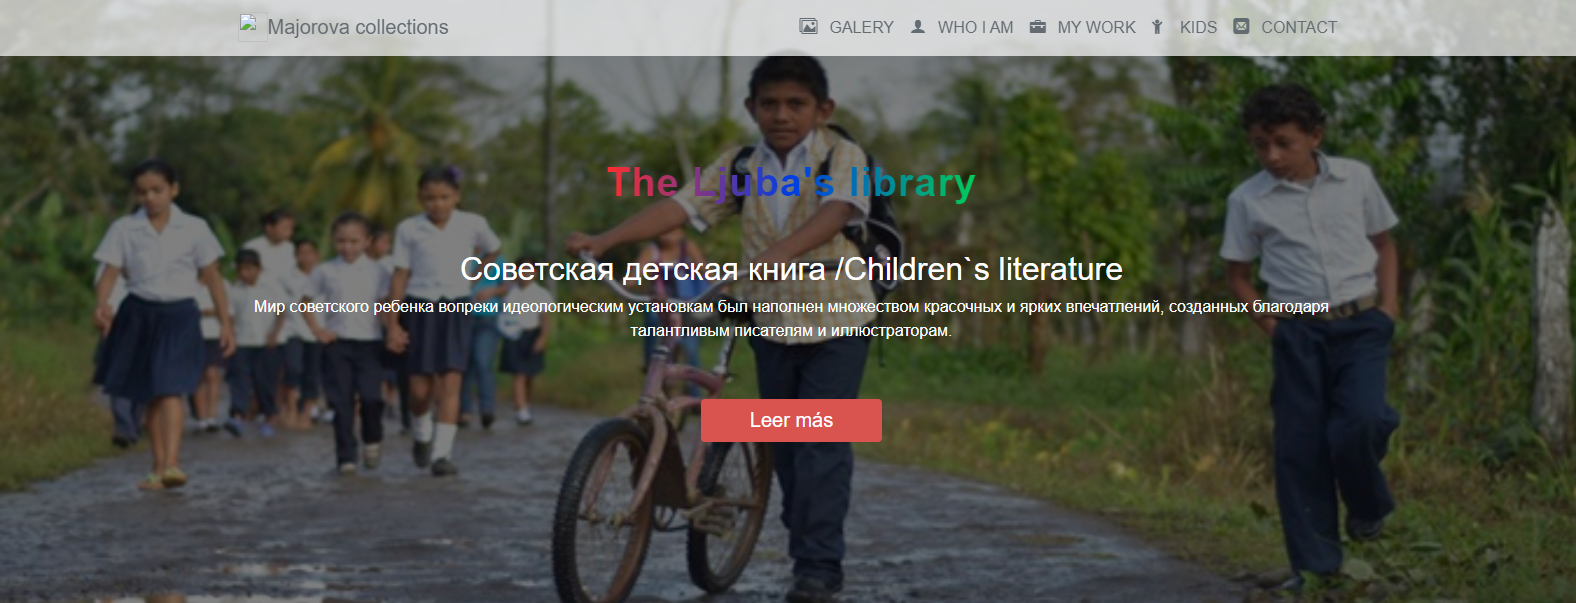 Majorova collections
GALERY WHO I AM MY WORK KIDS CONTACT
The Ljuba's library
Советская детская книга /Children`s literature
Мир советского ребенка вопреки идеологическим установкам был наполнен множеством красочных и ярких впечатлений, созданных благодаря
талантливым писателям и иллюстраторам.
Leer más